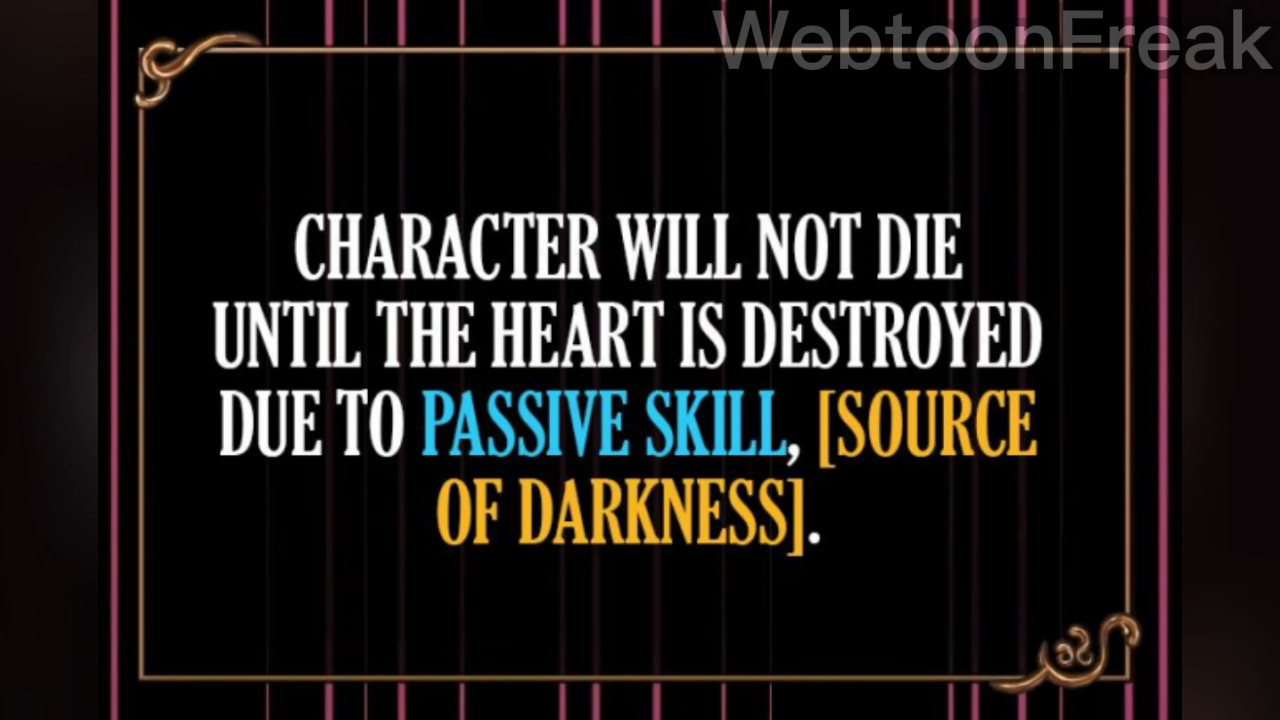 WebtoonFreak
CHARACTER WILL NOT DIE
UNTIL THE HEART IS DESTROYED
DUE TO PASSIVE SKILL, [SOURCE
OF DARKNESS].